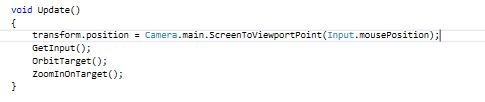 void Update()
{
transform.position = Camera.main.ScreenToViewportPoint(Input.mousePosition);
GetInput();
OrbitTarget();
ZoomInOnTarget();
}